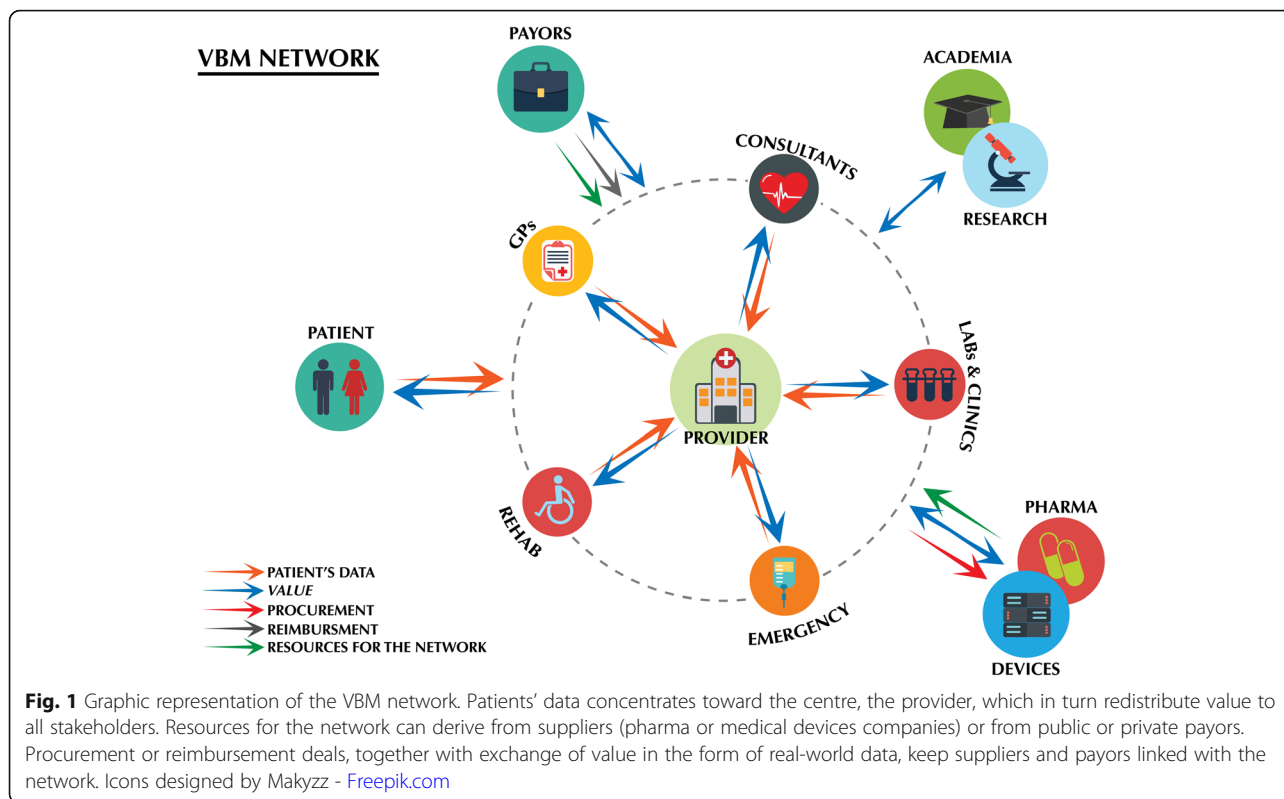 VBM NETWORK
PAYORS
ACADEMIA
RESEARCH
CONSULTANTS
GPs
PATIENT
PROVIDER
LABs & CLINICS
REHAB
EMERGENCY
PHARMA
DEVICES
PATIENT'S DATA
VALUE
PROCUREMENT
REIMBURSMENT
RESOURCES FOR THE NETWORK
Fig. 1 Graphic representation of the VBM network. Patients' data concentrates toward the centre, the provider, which in turn redistribute value to
all stakeholders. Resources for the network can derive from suppliers (pharma or medical devices companies) or from public or private payors.
Procurement or reimbursement deals, together with exchange of value in the form of real-world data, keep suppliers and payors linked with the
network. Icons designed by Makyzz - Freepik.com